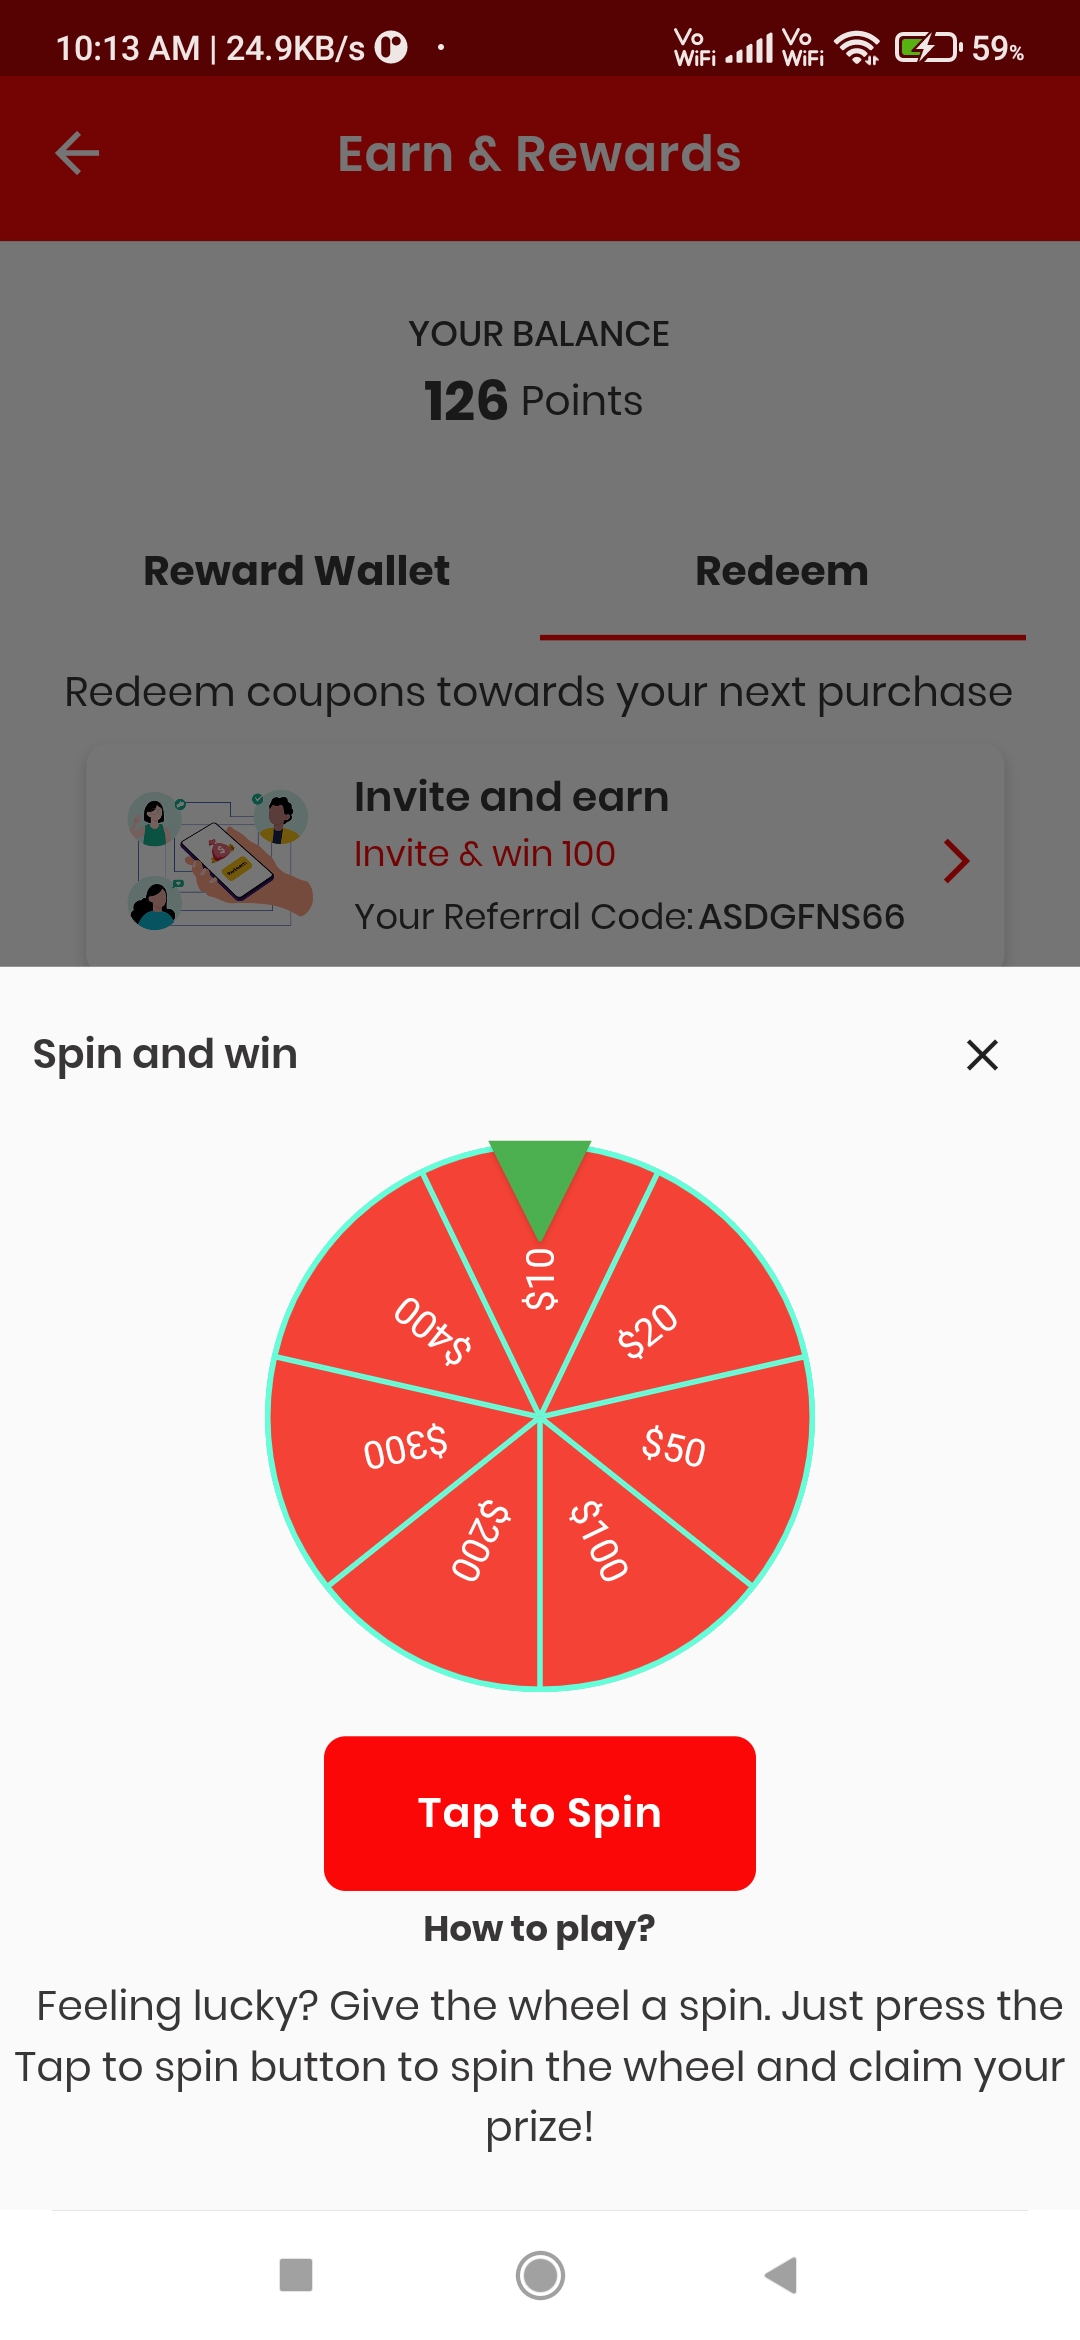 10:13 AM | 24.9KB/s
Vo WiFi Vo WiFi 59%
Earn & Rewards
YOUR BALANCE
126 Points
Reward Wallet Redeem
Redeem coupons towards your next purchase
Invite and earn
Invite & win 100
Your Referral Code: ASDGFNS66
Spin and win
$10
$20
$50
$100
$200
$300
$400
Tap to Spin
How to play?
Feeling lucky? Give the wheel a spin. Just press the
Tap to spin button to spin the wheel and claim your
prize!